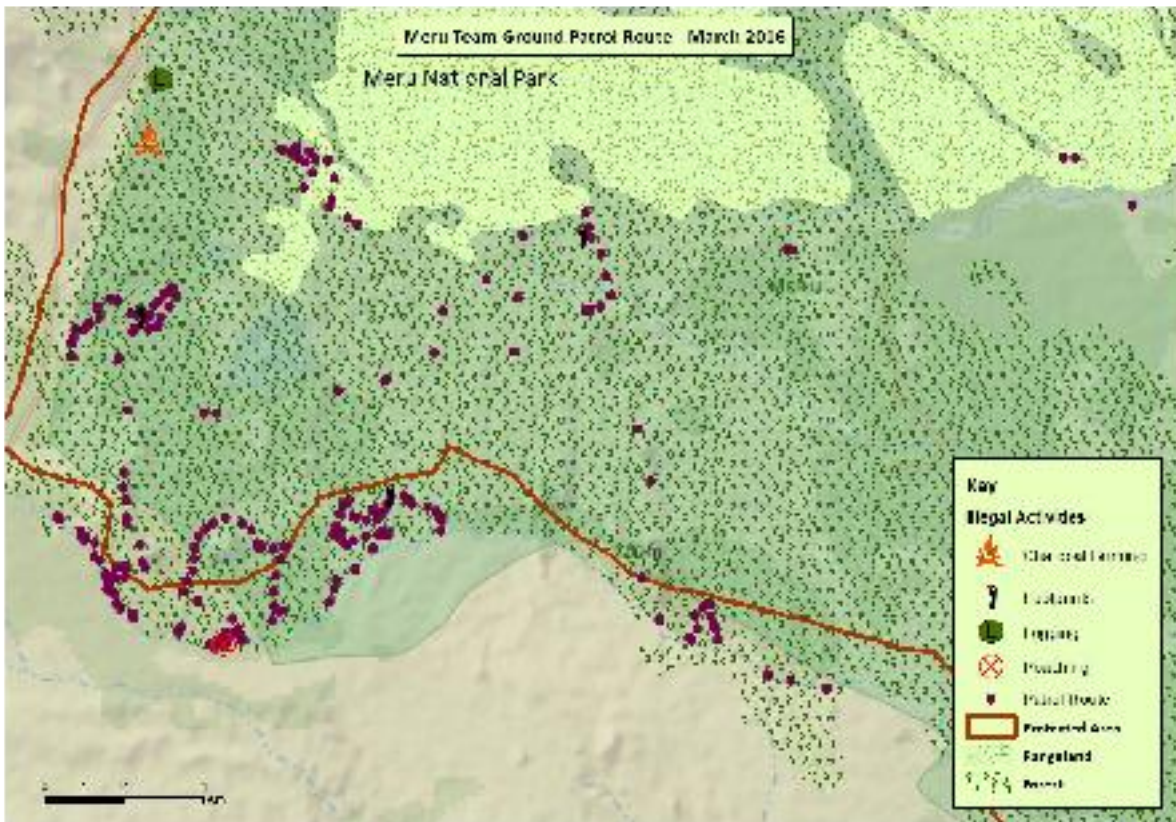 Meru Team Ground Patrol Route March 2016
Meru National Park
Key
Illegal Activities
Charcoal Burning
Footprints
Logging
Poaching
Patrol Route
Protected Area
Rangeland
Forest